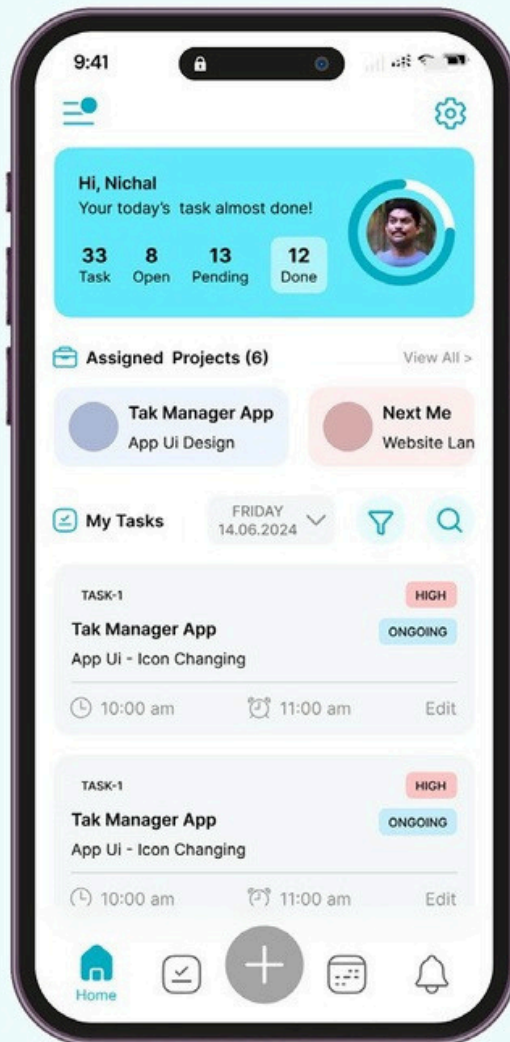 9:41
Hi, Nichal
Your today's task almost done!
33 8 13 12
Task Open Pending Done
Assigned Projects (6) View All >
Tak Manager App Next Me
App Ui Design Website Lan
My Tasks FRIDAY
14.06.2024
TASK-1 HIGH
Tak Manager App ONGOING
App Ui - Icon Changing
10:00 am 11:00 am Edit
TASK-1 HIGH
Tak Manager App ONGOING
App Ui - Icon Changing
10:00 am 11:00 am Edit
Home